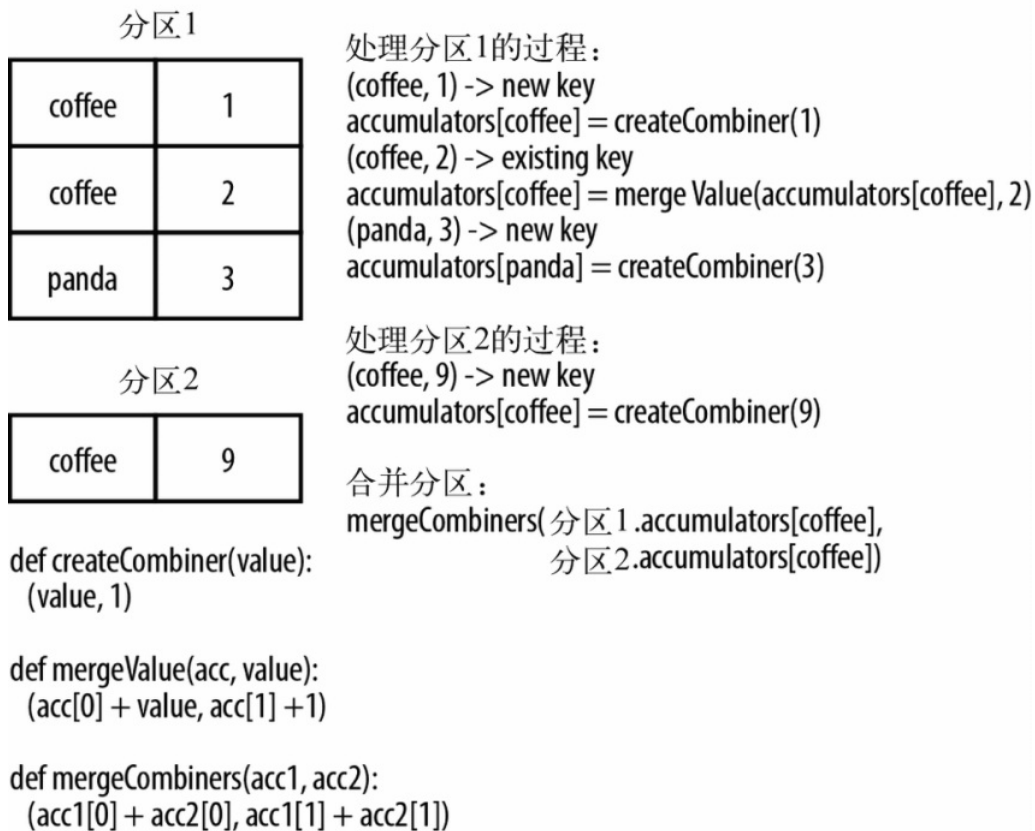 分区1
coffee 1
coffee 2
panda 3
分区2
coffee 9
def createCombiner(value):
(value, 1)
def mergeValue(acc, value):
(acc[0] + value, acc[1] +1)
def mergeCombiners(acc1, acc2):
(acc1[0] + acc2[0], acc1[1] + acc2[1])
处理分区1的过程：
(coffee, 1) -> new key
accumulators[coffee] = createCombiner(1)
(coffee, 2) -> existing key
accumulators[coffee] = merge Value(accumulators[coffee], 2)
(panda, 3) -> new key
accumulators[panda] = createCombiner(3)
处理分区2的过程：
(coffee, 9) -> new key
accumulators[coffee] = createCombiner(9)
合并分区：
mergeCombiners(分区1.accumulators[coffee],
分区2.accumulators[coffee])